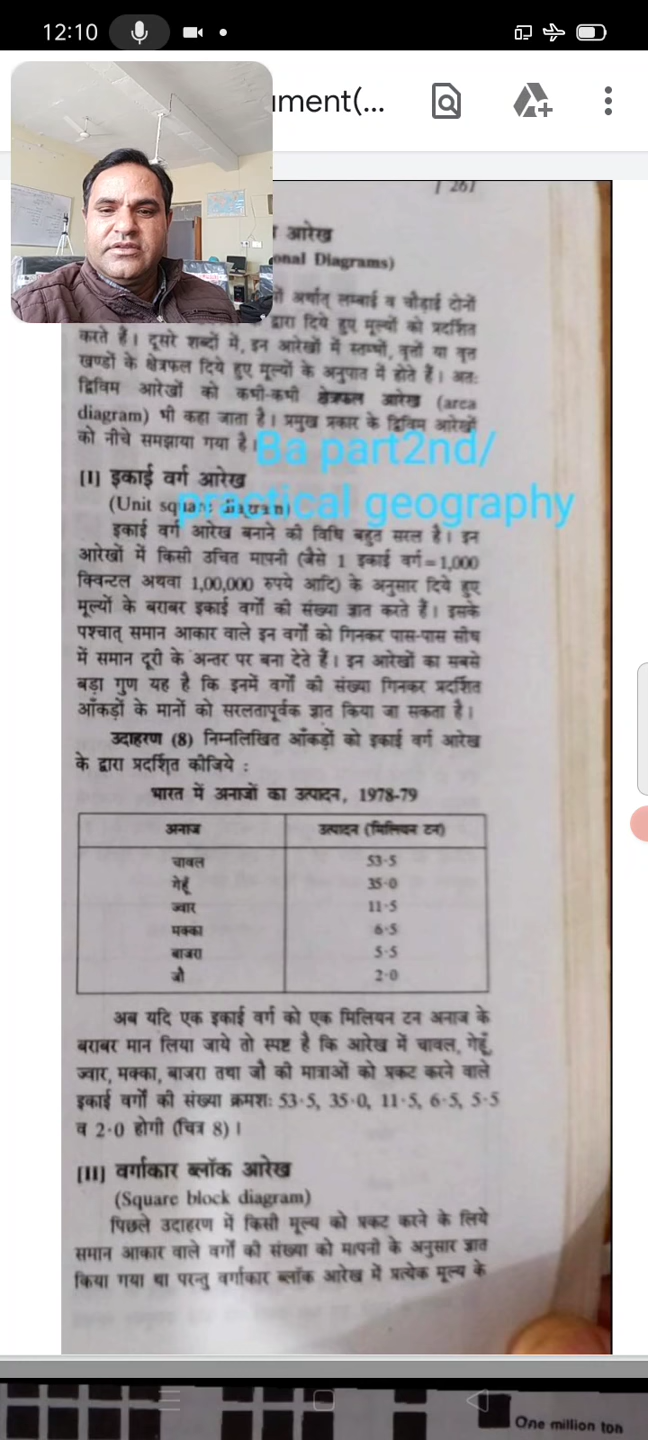 12:10
ment(...
261
आरेख
onal Diagrams)
अर्थात् लम्बाई व चौड़ाई दोनों
द्वारा दिये हुए मूल्यों को प्रदर्शित
करते हैं। दूसरे शब्दों में, इन आरेखों में स्तम्भों, वृत्तों या वृत्त
खण्डों के क्षेत्रफल दिये हुए मूल्यों के अनुपात में होते हैं। अतः
द्विविम आरेखों को कभी-कभी क्षेत्रफल आरेख (area
diagram) भी कहा जाता है। प्रमुख प्रकार के द्विविम आरेखों
को नीचे समझाया गया है।
Ba part2nd/
practical geography
[I] इकाई वर्ग आरेख
(Unit square diagram)
इकाई वर्ग आरेख बनाने की विधि बहुत सरल है। इन
आरेखों में किसी उचित मापनी (जैसे 1 इकाई वर्ग=1,000
क्विन्टल अथवा 1,00,000 रुपये आदि) के अनुसार दिये हुए
मूल्यों के बराबर इकाई वर्गों की संख्या ज्ञात करते हैं। इसके
पश्चात् समान आकार वाले इन वर्गों को गिनकर पास-पास सीध
में समान दूरी के अन्तर पर बना देते हैं। इन आरेखों का सबसे
बड़ा गुण यह है कि इनमें वर्गों की संख्या गिनकर प्रदर्शित
आँकड़ों के मानों को सरलतापूर्वक ज्ञात किया जा सकता है।
उदाहरण (8) निम्नलिखित आँकड़ों को इकाई वर्ग आरेख
के द्वारा प्रदर्शित कीजिये :
भारत में अनाजों का उत्पादन, 1978-79
अनाज उत्पादन (मिलियन टन)
चावल 53·5
गेहूँ 35·0
ज्वार 11·5
मक्का 6·5
बाजरा 5·5
जौ 2·0
अब यदि एक इकाई वर्ग को एक मिलियन टन अनाज के
बराबर मान लिया जाये तो स्पष्ट है कि आरेख में चावल, गेहूँ,
ज्वार, मक्का, बाजरा तथा जौ की मात्राओं को प्रकट करने वाले
इकाई वर्गों की संख्या क्रमशः 53·5, 35·0, 11·5, 6·5, 5·5
व 2·0 होगी (चित्र 8)।
[II] वर्गाकार ब्लॉक आरेख
(Square block diagram)
पिछले उदाहरण में किसी मूल्य को प्रकट करने के लिये
समान आकार वाले वर्गों की संख्या को मापनी के अनुसार ज्ञात
किया गया था परन्तु वर्गाकार ब्लॉक आरेख में प्रत्येक मूल्य के
One million ton